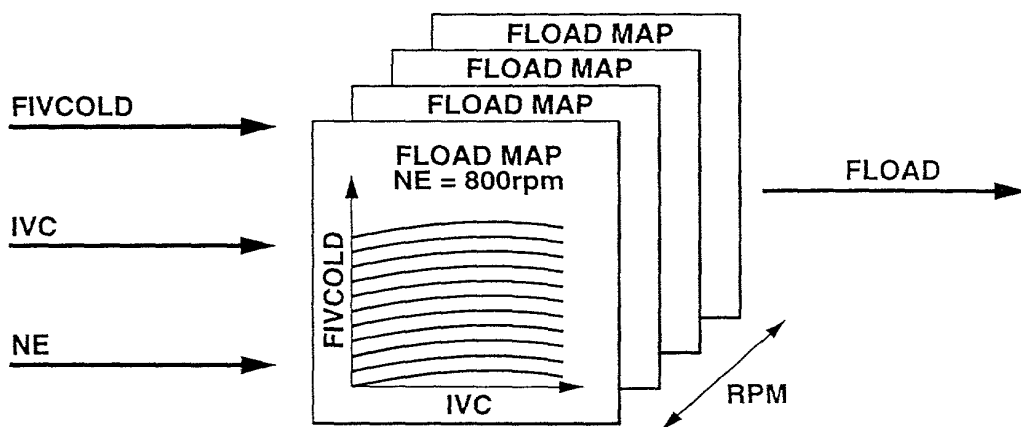 FLOAD MAP
FLOAD MAP
FLOAD MAP
FLOAD MAP
NE = 800rpm
FIVCOLD
IVC
FIVCOLD
IVC
NE
FLOAD
RPM